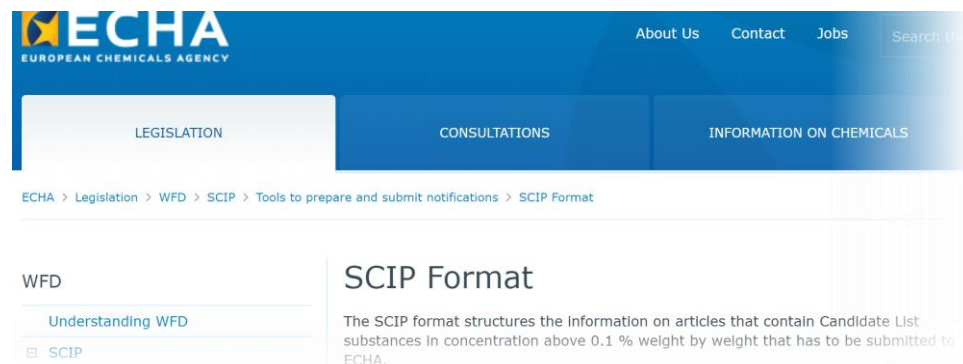 ECHA
EUROPEAN CHEMICALS AGENCY
About Us Contact Jobs Search
LEGISLATION CONSULTATIONS INFORMATION ON CHEMICALS
ECHA > Legislation > WFD > SCIP > Tools to prepare and submit notifications > SCIP Format
WFD
Understanding WFD
SCIP
SCIP Format
The SCIP format structures the information on articles that contain Candidate List
substances in concentration above 0.1 % weight by weight that has to be submitted to
ECHA.